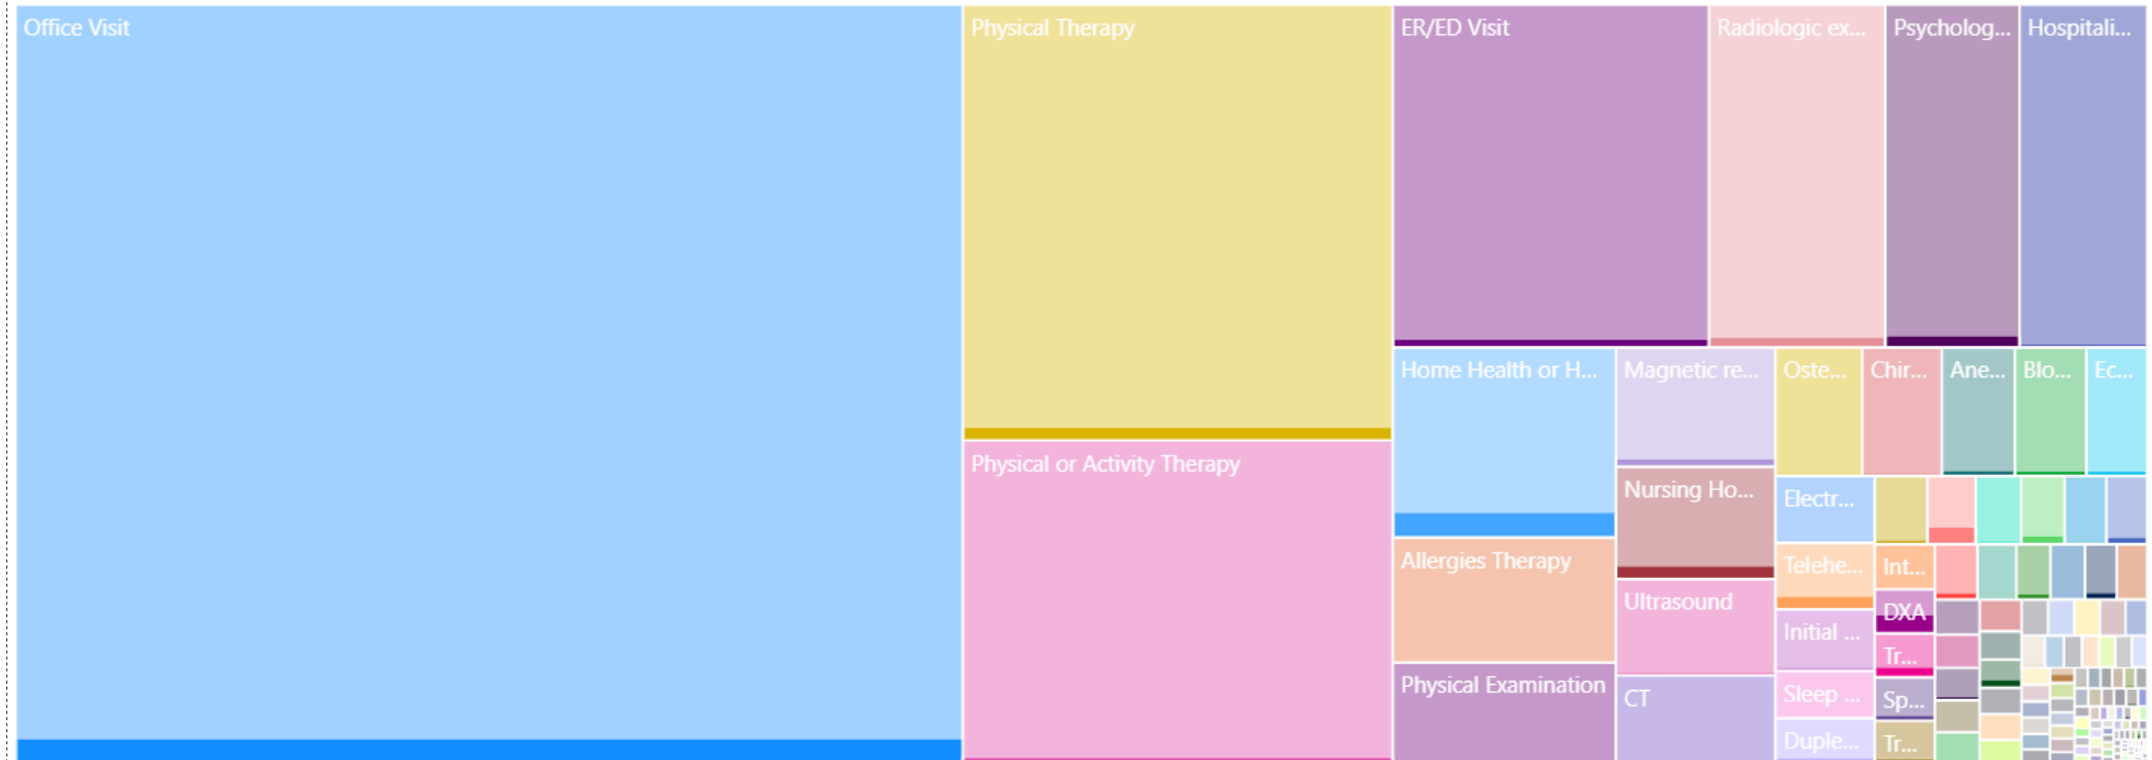 Office Visit
Physical Therapy
ER/ED Visit
Radiologic ex...
Psycholog...
Hospitali...
Physical or Activity Therapy
Home Health or H...
Magnetic re...
Oste...
Chir...
Ane...
Blo...
Ec...
Nursing Ho...
Electr...
Allergies Therapy
Telehe...
Int...
Ultrasound
DXA
Initial ...
Tr...
Physical Examination
CT
Sleep ...
Sp...
Duple...
Tr...